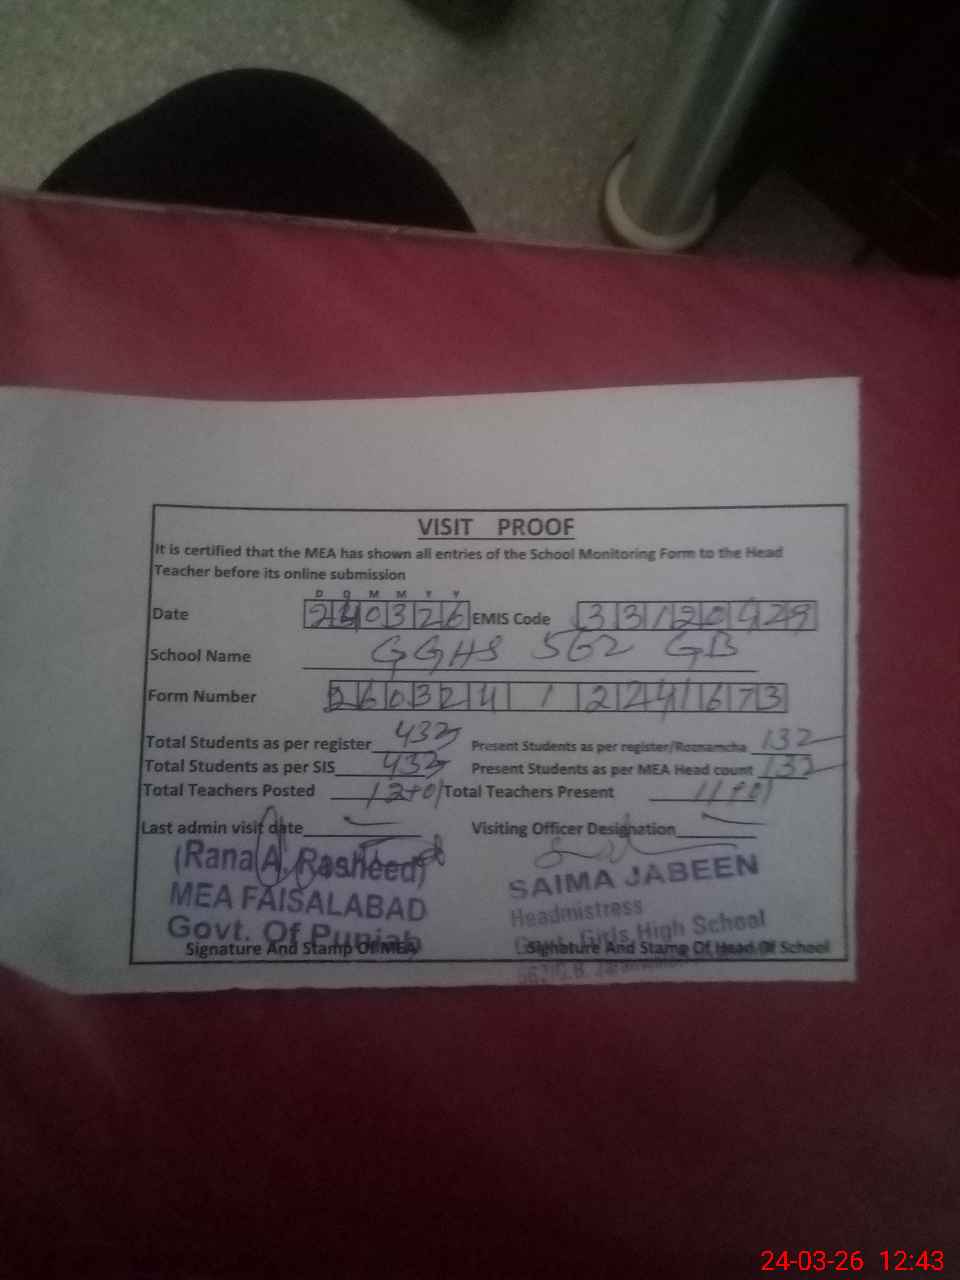 VISIT PROOF
It is certified that the MEA has shown all entries of the School Monitoring Form to the Head
Teacher before its online submission
D D M M Y Y
Date 240326 EMIS Code 33120429
School Name GGHS 562 GB
Form Number 260324 1 2241673
Total Students as per register 432 Present Students as per register/Roznamcha 132
Total Students as per SIS 432 Present Students as per MEA Head count 132
Total Teachers Posted 12+01 Total Teachers Present 11+01
Last admin visit date Visiting Officer Designation
(Rana A. Rasheed)
MEA FAISALABAD
Govt. Of Punjab
Signature And Stamp Of MEA
SAIMA JABEEN
Headmistress
Govt. Girls High School
Signature And Stamp Of Head Of School
562/G.B.
24-03-26 12:43